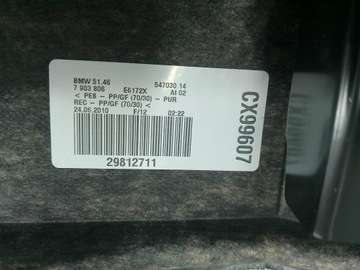 BMW 51.46 547030 14
7 903 806 E6172X AI 02
< PES - PP/GF (70/30) - PUR
REC - PP/GF (70/30) <
24.06.2010 F/12 02:22
29812711
CX99607